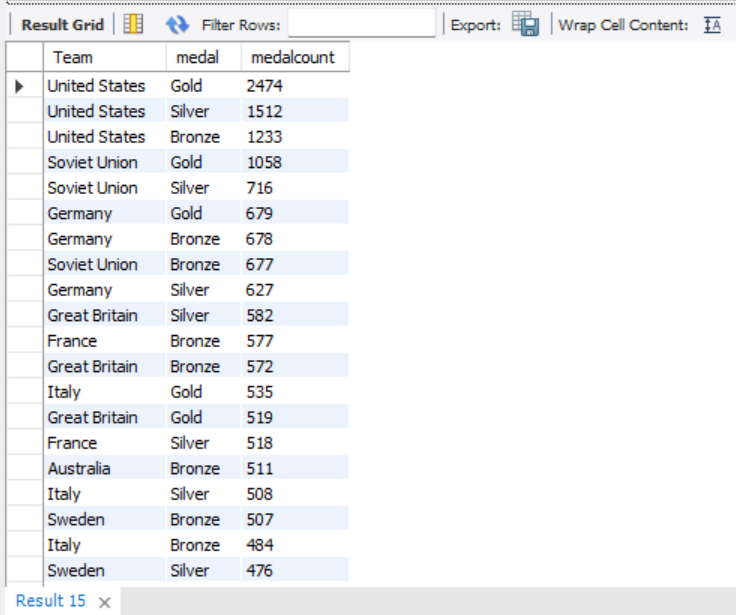 Result Grid Filter Rows: Export: Wrap Cell Content: IA
Team medal medalcount
United States Gold 2474
United States Silver 1512
United States Bronze 1233
Soviet Union Gold 1058
Soviet Union Silver 716
Germany Gold 679
Germany Bronze 678
Soviet Union Bronze 677
Germany Silver 627
Great Britain Silver 582
France Bronze 577
Great Britain Bronze 572
Italy Gold 535
Great Britain Gold 519
France Silver 518
Australia Bronze 511
Italy Silver 508
Sweden Bronze 507
Italy Bronze 484
Sweden Silver 476
Result 15 ×